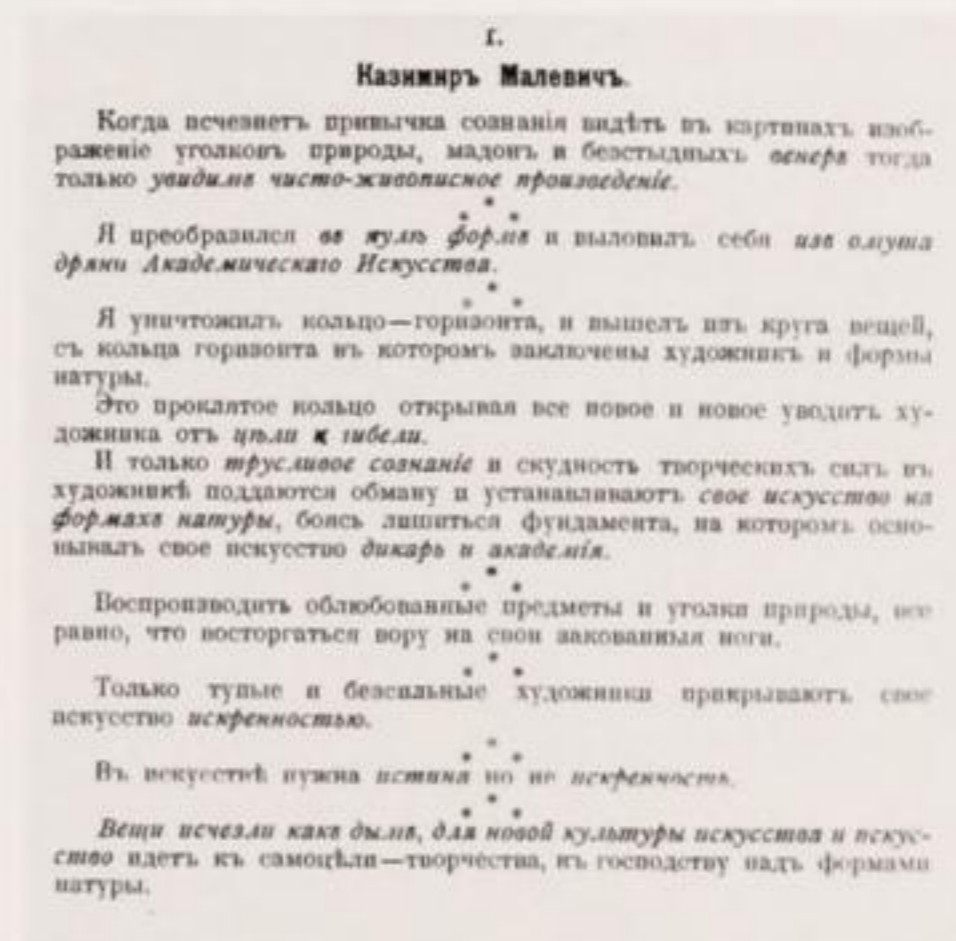 I.
Казимиръ Малевичъ.
Когда исчезнетъ привычка сознанія видѣть въ картинахъ изоб-
раженіе уголковъ природы, мадонъ и безстыдныхъ венеръ тогда
только увидимъ чисто-живописное произведеніе.
* * *
Я преобразился въ нуль формъ и выловилъ себя изъ омута
дряни Академическаго Искусства.
* * *
Я уничтожилъ кольцо—горизонта, и вышелъ изъ круга вещей,
съ кольца горизонта въ которомъ заключены художникъ и формы
натуры.
Это проклятое кольцо открывая все новое и новое уводитъ ху-
дожника отъ цѣли к гибели.
И только трусливое сознаніе и скудность творческихъ силъ въ
художникѣ поддаются обману и устанавливаютъ свое искусство на
формахъ натуры, боясь лишиться фундамента, на которомъ осно-
вывалъ свое искусство дикарь и академія.
* * *
Воспроизводить облюбованные предметы и уголки природы, все
равно, что восторгаться вору на свои закованныя ноги.
* * *
Только тупые и безсильные художники прикрываютъ свое
искусство искренностью.
* * *
Въ искусствѣ нужна истина но не искренность.
* * *
Вещи исчезли какъ дымъ, для новой культуры искусства и искус-
ство идетъ къ самоцѣли—творчества, къ господству надъ формами
натуры.